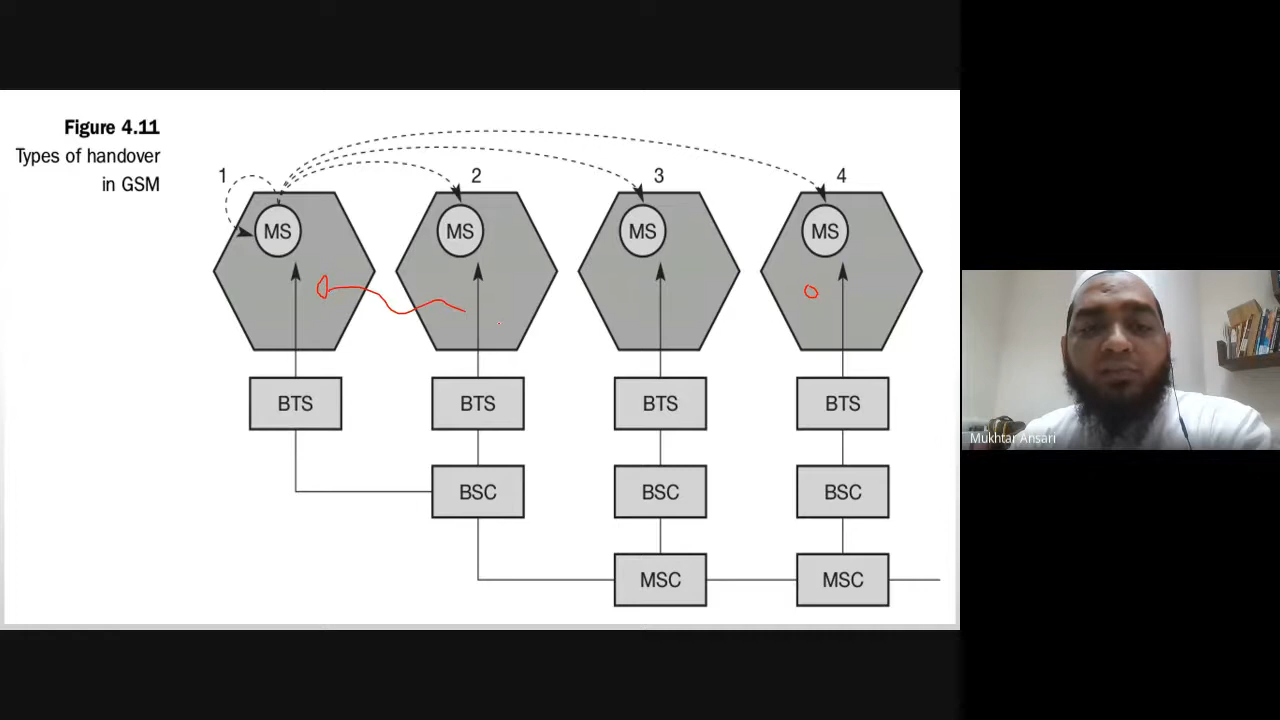 Figure 4.11
Types of handover
in GSM
1
2
3
4
MS
MS
MS
MS
BTS
BTS
BTS
BTS
BSC
BSC
BSC
MSC
MSC
Mukhtar Ansari